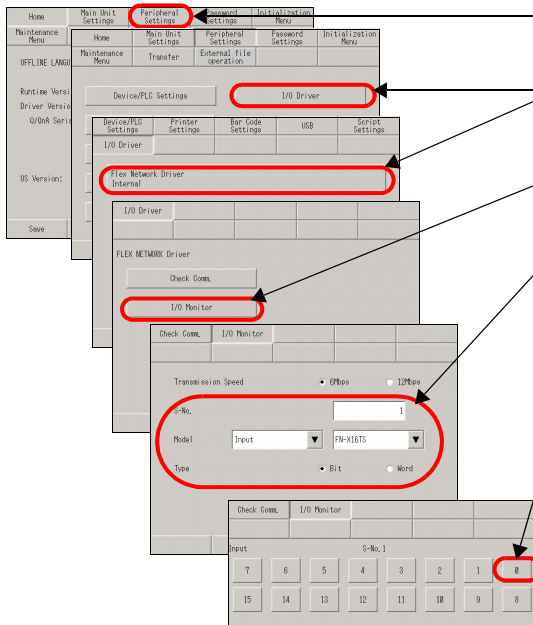 Home Main Unit Settings Peripheral Settings Password Settings Initialization Menu
Maintenance Menu
OFFLINE LANGU
Runtime Versi
Driver Versio
Q/QnA Serie
OS Version:
Save
Home Main Unit Settings Peripheral Settings Password Settings Initialization Menu
Maintenance Menu Transfer External file operation
Device/PLC Settings I/O Driver
Device/PLC Settings Printer Settings Bar Code Settings USB Script Settings
I/O Driver
Flex Network Driver
Internal
I/O Driver
FLEX NETWORK Driver
Check Comm.
I/O Monitor
Check Comm. I/O Monitor
Transmission Speed 6Mbps 12Mbps
S-No. 1
Model Input FN-X16TS
Type Bit Word
Check Comm. I/O Monitor
Input S-No.1
7 6 5 4 3 2 1 0
15 14 13 12 11 10 9 8